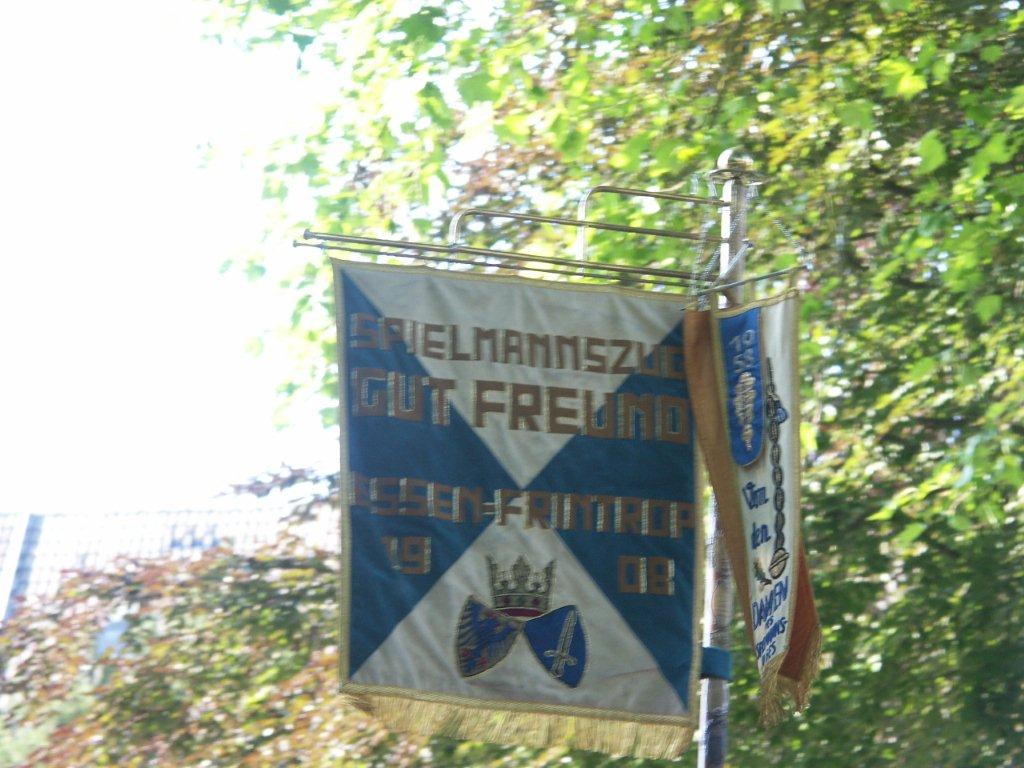 SPIELMANNSZUG
GUT FREUND
ESSEN-FRINTROP
19 08
Von
den
DAMEN